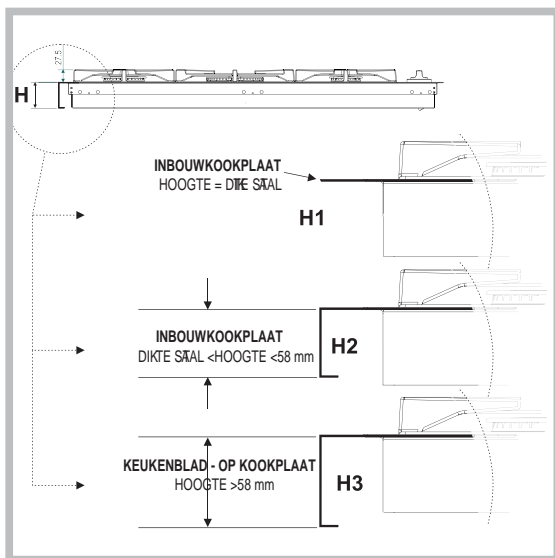 27.5
H
INBOUWKOOKPLAAT
HOOGTE = DIKTE STAAL
H1
INBOUWKOOKPLAAT
DIKTE STAAL <HOOGTE <58 mm
H2
KEUKENBLAD - OP KOOKPLAAT
HOOGTE >58 mm
H3